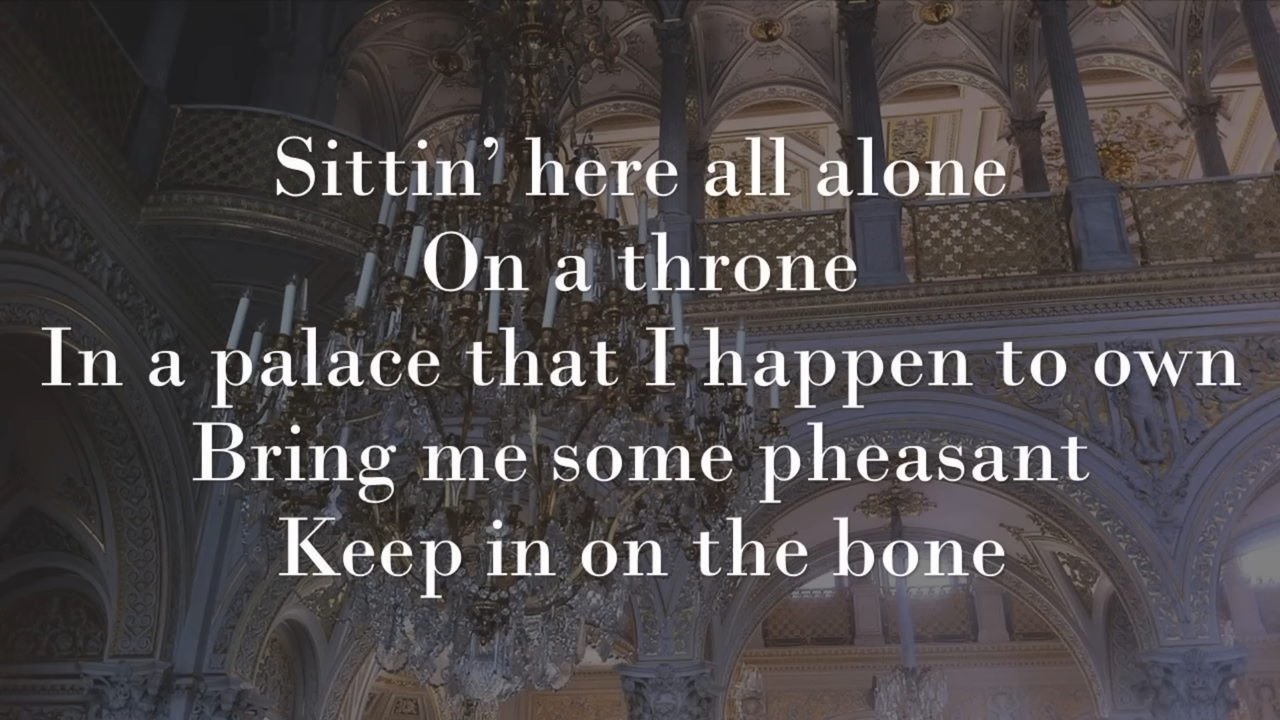 Sittin’ here all alone
On a throne
In a palace that I happen to own
Bring me some pheasant
Keep in on the bone